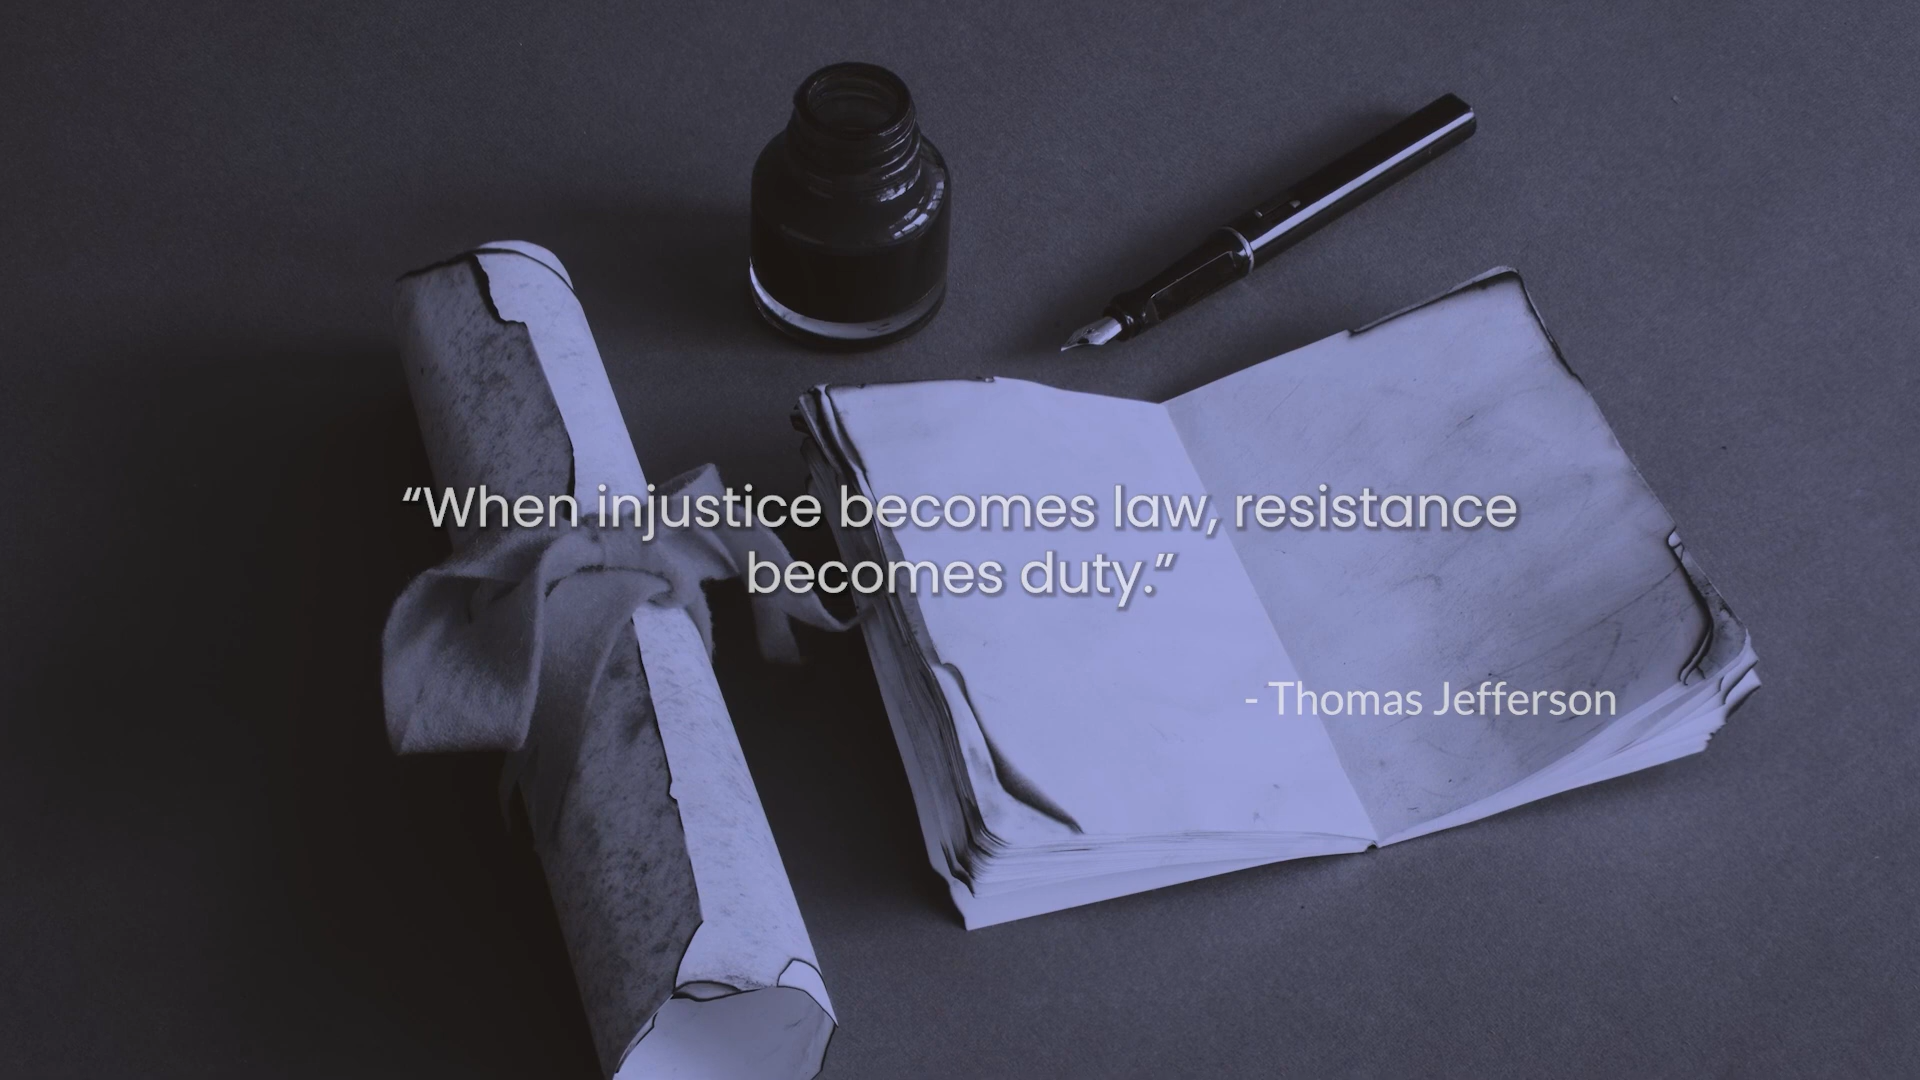 “When injustice becomes law, resistance
becomes duty.”
- Thomas Jefferson